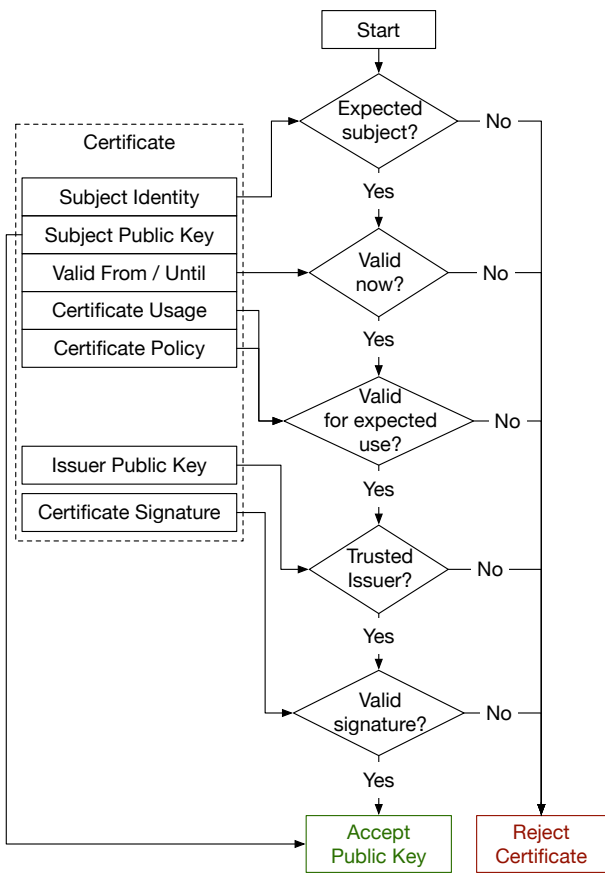 Start
Expected
subject?
No
Certificate
Yes
Subject Identity
Subject Public Key
Valid From / Until
Certificate Usage
Certificate Policy
Valid
now?
No
Yes
Valid
for expected
use?
No
Issuer Public Key
Yes
Certificate Signature
Trusted
Issuer?
No
Yes
Valid
signature?
No
Yes
Accept
Public Key
Reject
Certificate